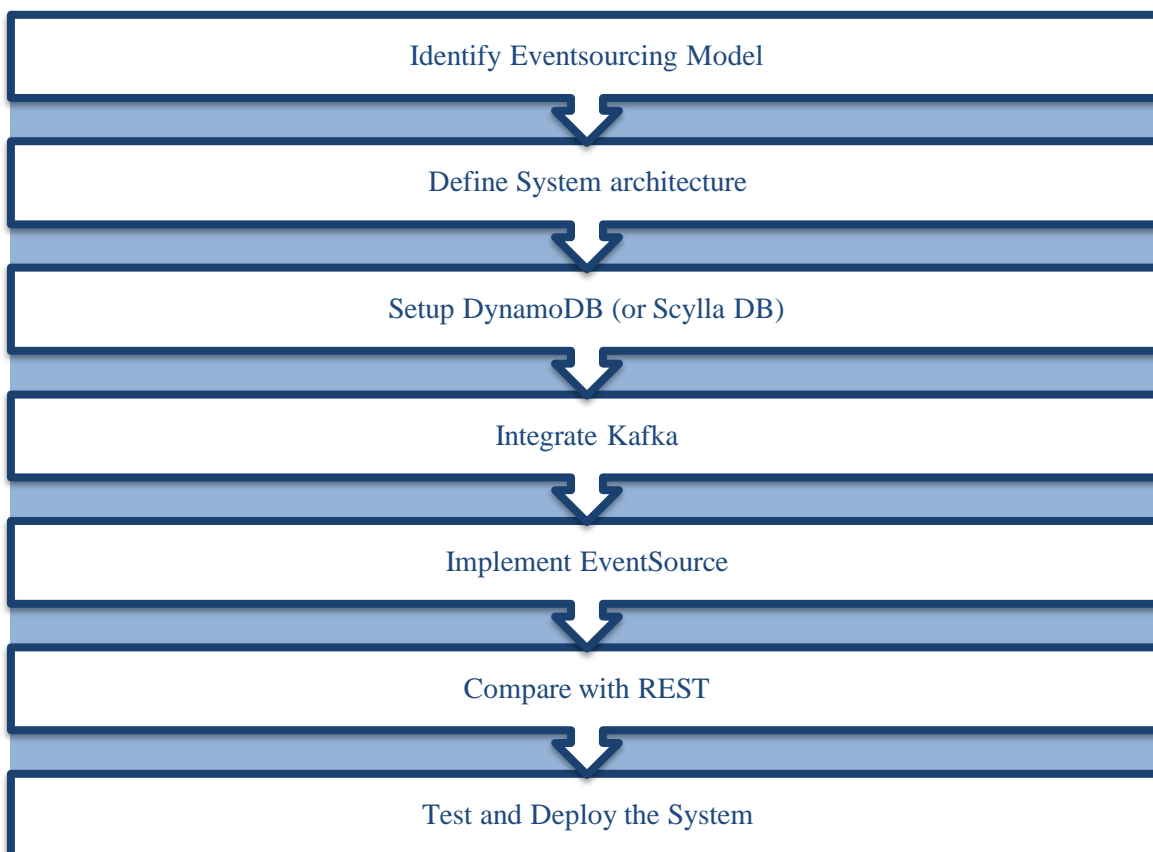 Identify Eventsourcing Model
Define System architecture
Setup DynamoDB (or Scylla DB)
Integrate Kafka
Implement EventSource
Compare with REST
Test and Deploy the System